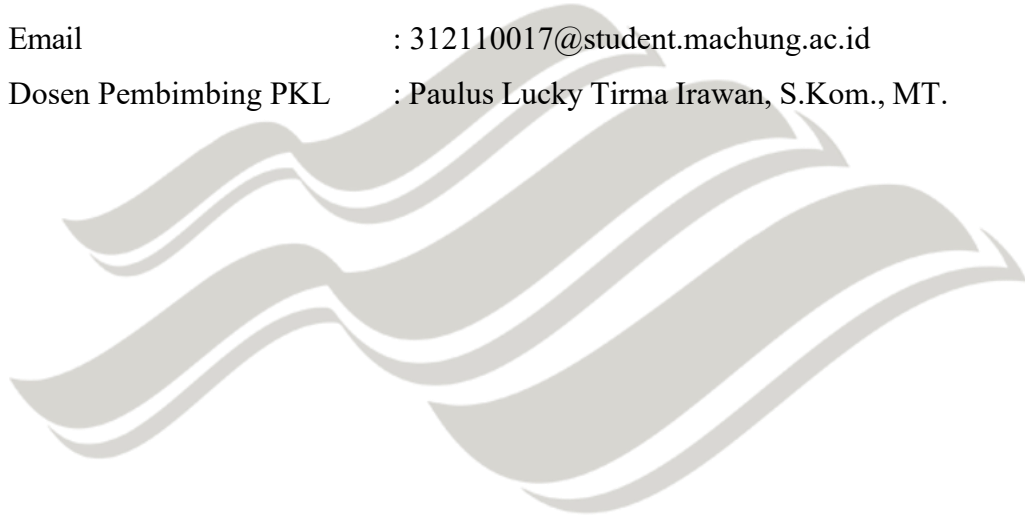 Email : 312110017@student.machung.ac.id
Dosen Pembimbing PKL : Paulus Lucky Tirma Irawan, S.Kom., MT.